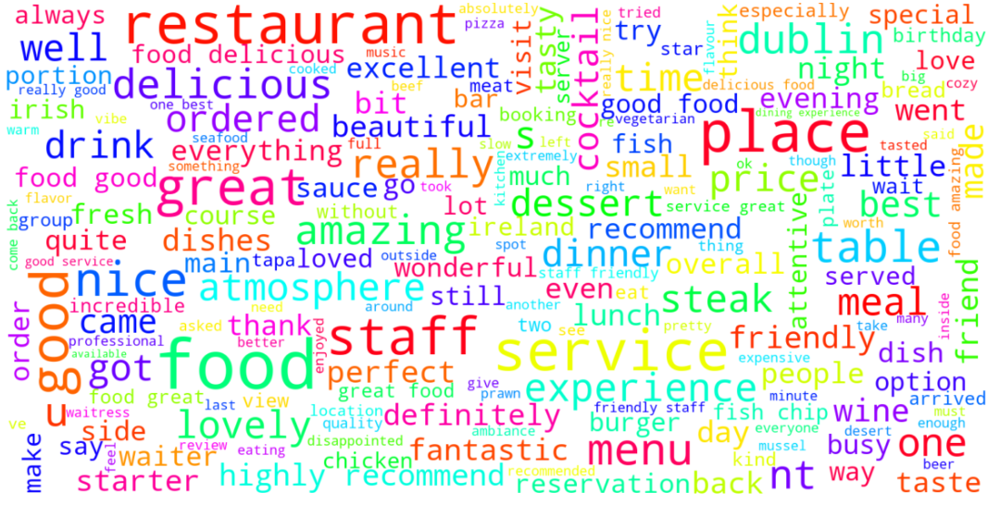 always
restaurant
absolutely
pizza
tasty
cocktail
tried
try
star
especially
special
birthday
well
food delicious
music
cooked
excellent
visit
server
really nice
flavour
think
dublin
night
love
portion
really good
delicious
beef
meat
time
delicious food
big
cozy
irish
one best
ordered
bit
bar
good food
evening
bread
went
warm
vibe
seafood
beautiful
booking
s
re
vegetarian
place
dining experience
said
made
drink
everything
full
slow
left
fish
ok
though
tasted
food good
something
great
really
extremely
kitchen
small
price
little
flavor
sauce
go
took
much
right
want
plate
wait
food amazing
come back
group
fresh
course
without
lot
dessert
service great
attentive
best
quite
dishes
amazing
ireland
recommend
worth
good service
main
tapa
loved
outside
spot
dinner
thing
overall
table
good
nice
atmosphere
wonderful
staff friendly
served
friend
incredible
still
even
eat
steak
meal
order
came
need
around
another
lunch
many
inside
professional
asked
thank
staff
two
see
pretty
friendly
take
available
better
enjoyed
service
expensive
dish
u
got
food
perfect
people
option
food great
great food
give
prawn
experience
minute
arrived
waitress
last
view
location
definitely
friendly staff
fish chip
wine
must
ve
side
lovely
quality
ambiance
burger
day
everyone
desert
enough
say
feel
review
eating
disappointed
fantastic
menu
mussel
busy
one
make
waiter
chicken
recommended
kind
beer
starter
highly recommend
reservation
back
nt
way
taste